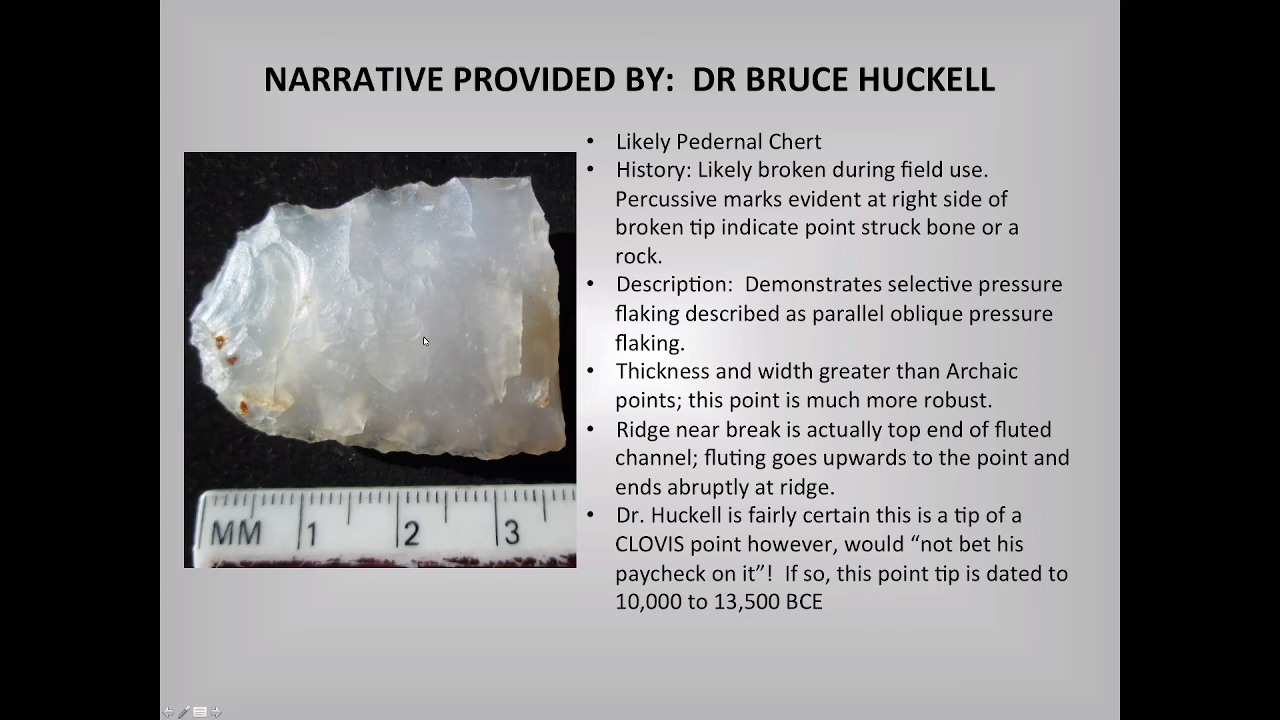 NARRATIVE PROVIDED BY:  DR BRUCE HUCKELL
• Likely Pedernal Chert
• History: Likely broken during field use.
Percussive marks evident at right side of
broken tip indicate point struck bone or a
rock.
• Description:  Demonstrates selective pressure
flaking described as parallel oblique pressure
flaking.
• Thickness and width greater than Archaic
points; this point is much more robust.
• Ridge near break is actually top end of fluted
channel; fluting goes upwards to the point and
ends abruptly at ridge.
• Dr. Huckell is fairly certain this is a tip of a
CLOVIS point however, would “not bet his
paycheck on it”!  If so, this point tip is dated to
10,000 to 13,500 BCE
MM 1 2 3